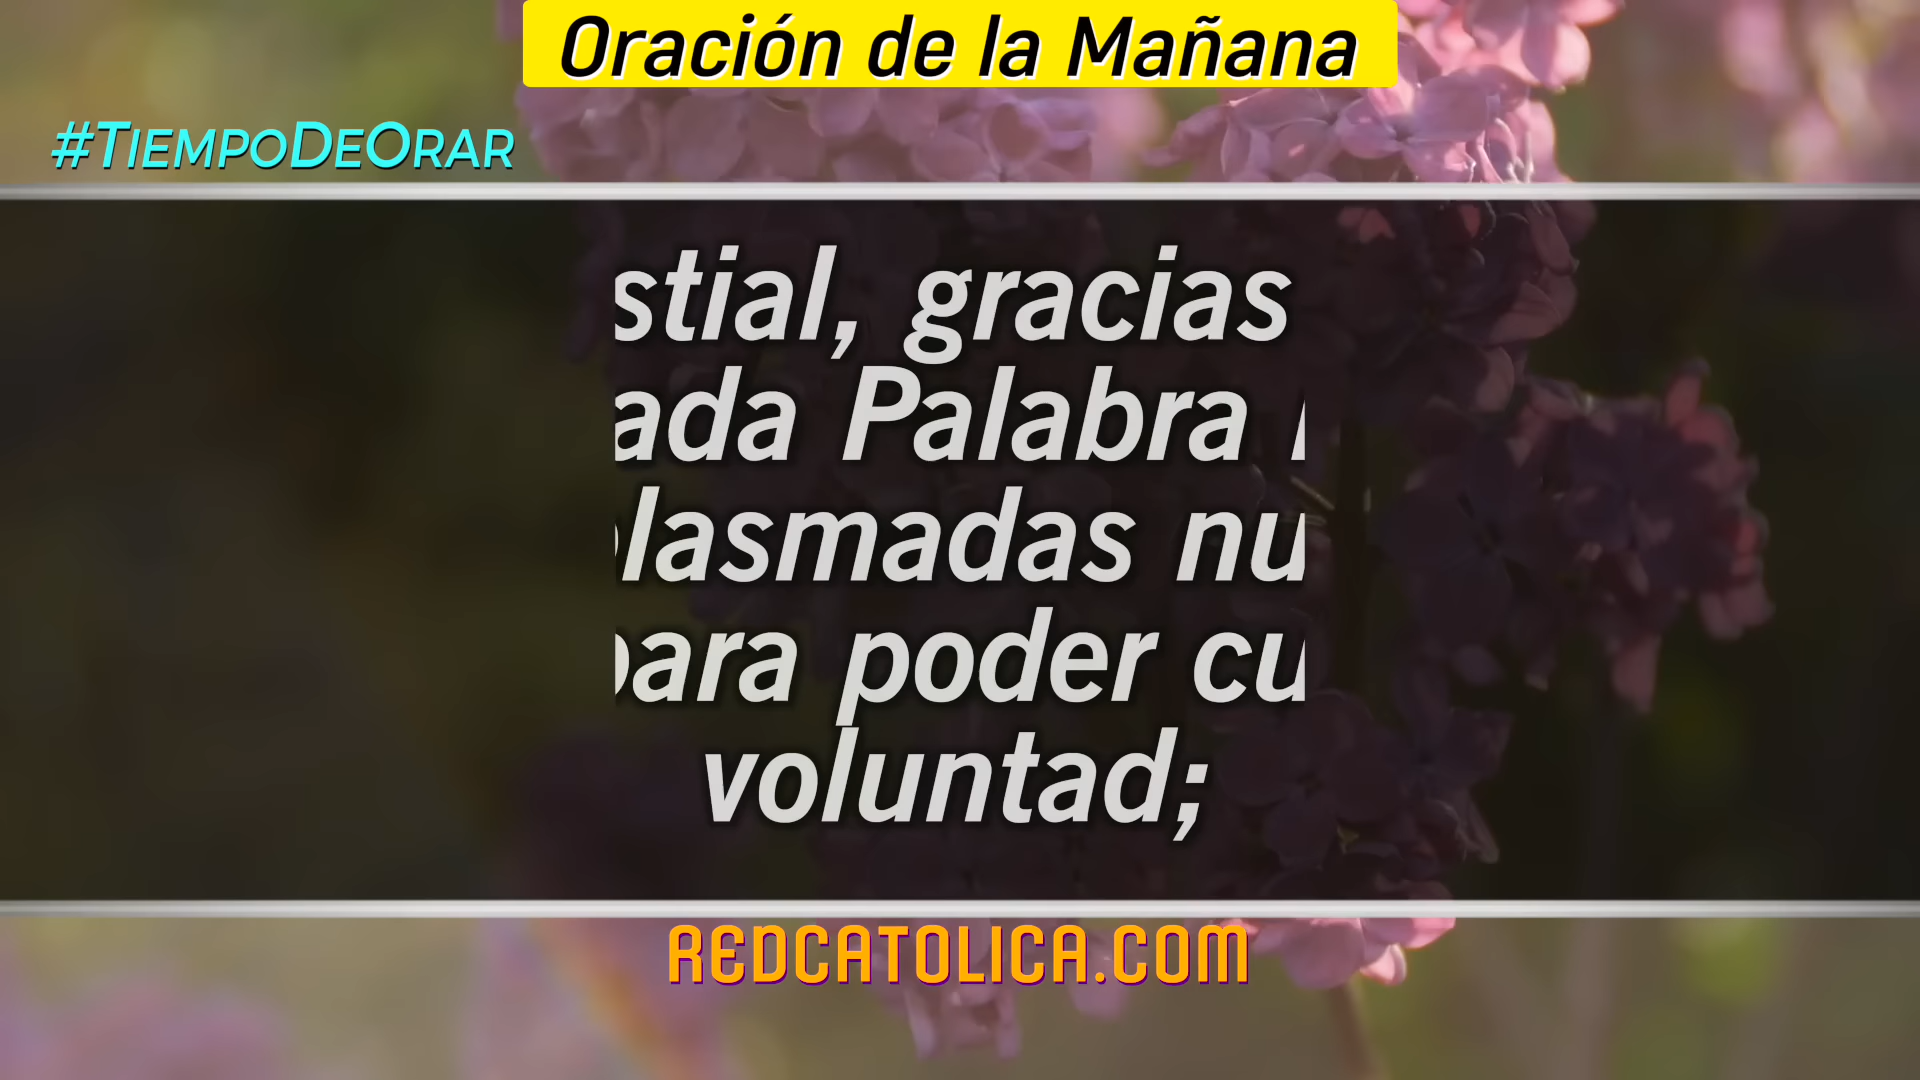 Oración de la Mañana
#TIEMPODEORAR
stial, gracias
ada Palabra
lasmadas nu
ara poder cu
voluntad;
REDCATOLICA.COM